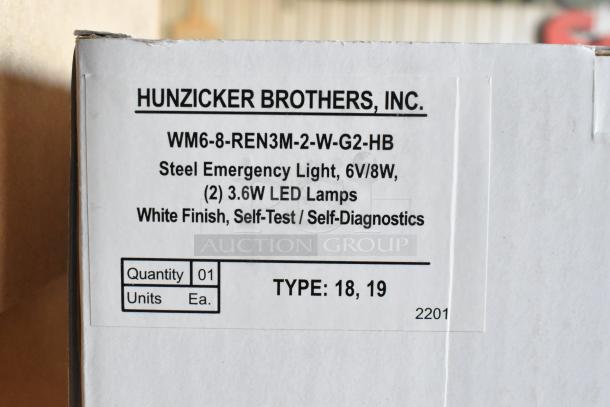 HUNZICKER BROTHERS, INC.
WM6-8-REN3M-2-W-G2-HB
Steel Emergency Light, 6V/8W,
(2) 3.6W LED Lamps
White Finish, Self-Test / Self-Diagnostics
AUCTION GROUP
Quantity 01
TYPE: 18, 19
Units Ea.
2201